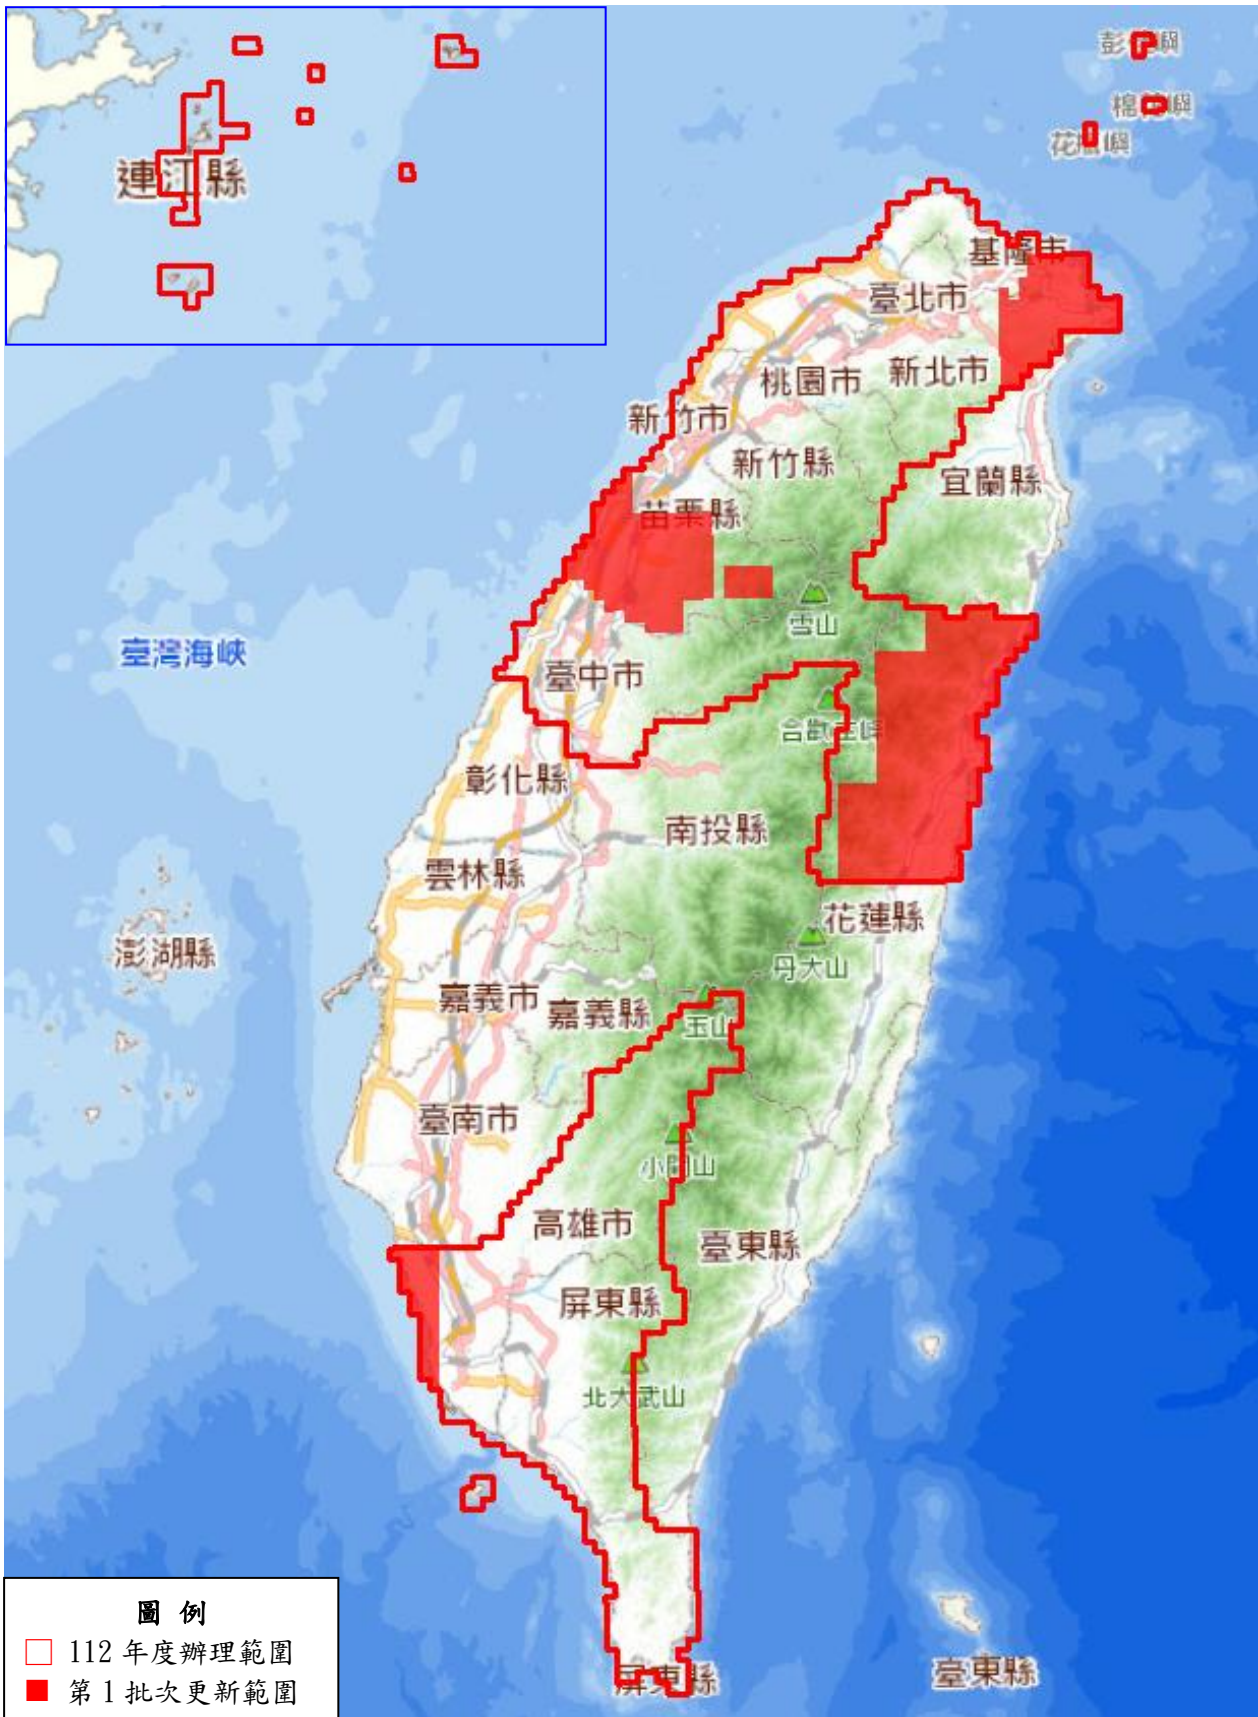 彭佳嶼
棉花嶼
花瓶嶼
連江縣
基隆市
臺北市
新北市
桃園市
新竹市
新竹縣
宜蘭縣
苗栗縣
雪山
臺灣海峽
臺中市
合歡主峰
彰化縣
南投縣
雲林縣
花蓮縣
澎湖縣
丹大山
嘉義市
嘉義縣
玉山
臺南市
小關山
高雄市
臺東縣
屏東縣
北大武山
屏東縣
臺東縣
圖 例
112 年度辦理範圍
第 1 批次更新範圍